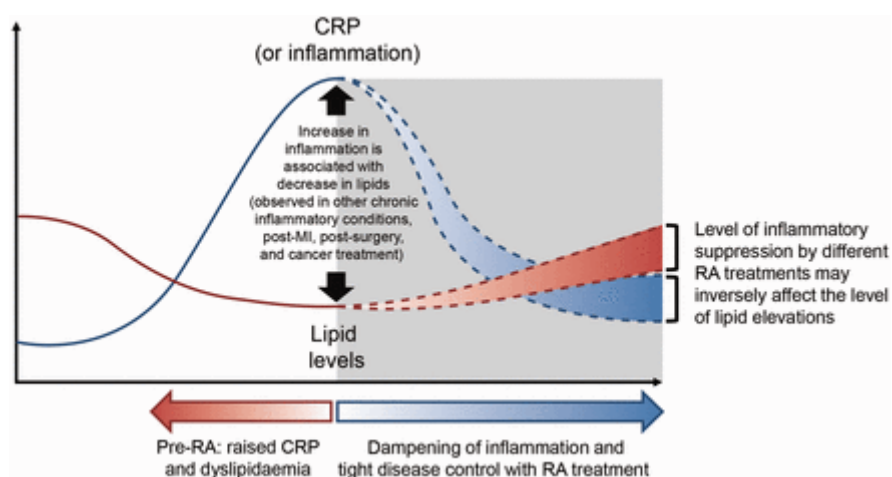 CRP
(or inflammation)
Increase in
inflammation is
associated with
decrease in lipids
(observed in other chronic
inflammatory conditions,
post-MI, post-surgery,
and cancer treatment)
Lipid
levels
Level of inflammatory
suppression by different
RA treatments may
inversely affect the level
of lipid elevations
Pre-RA: raised CRP
and dyslipidaemia
Dampening of inflammation and
tight disease control with RA treatment